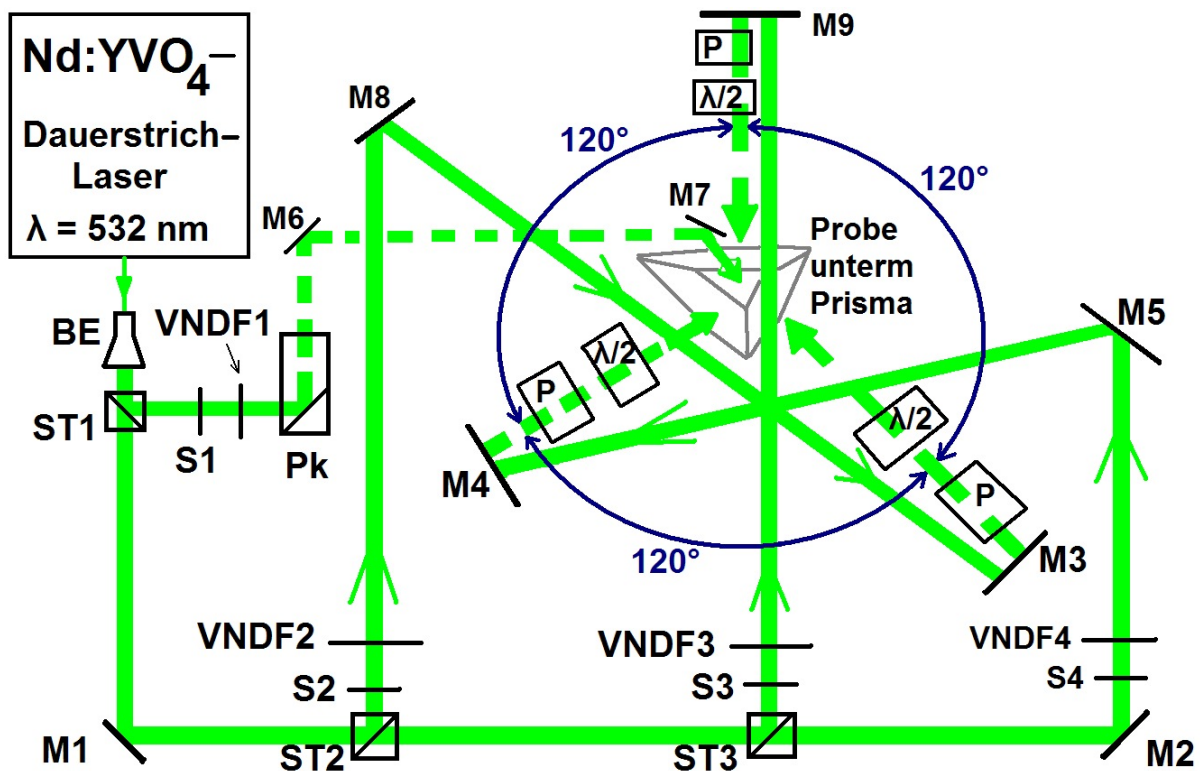 Nd:YVO₄–
Dauerstrich–
Laser
λ = 532 nm
M9
P
λ/2
M8
120°
120°
M7
M6
Probe
unterm
Prisma
VNDF1
BE
M5
λ/2
P
λ/2
ST1
S1
Pk
M4
P
M3
120°
VNDF2
VNDF3
VNDF4
S2
S3
S4
M1
ST2
ST3
M2